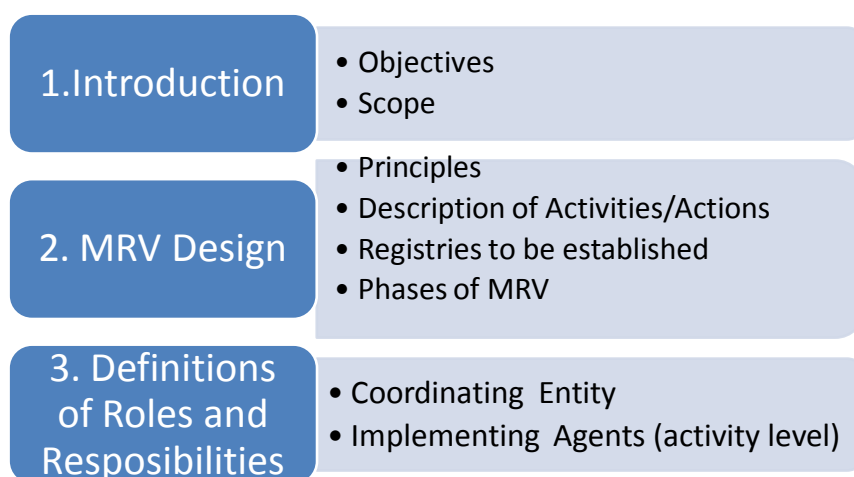 1.Introduction
• Objectives
• Scope
2. MRV Design
• Principles
• Description of Activities/Actions
• Registries to be established
• Phases of MRV
3. Definitions
of Roles and
Resposibilities
• Coordinating Entity
• Implementing Agents (activity level)